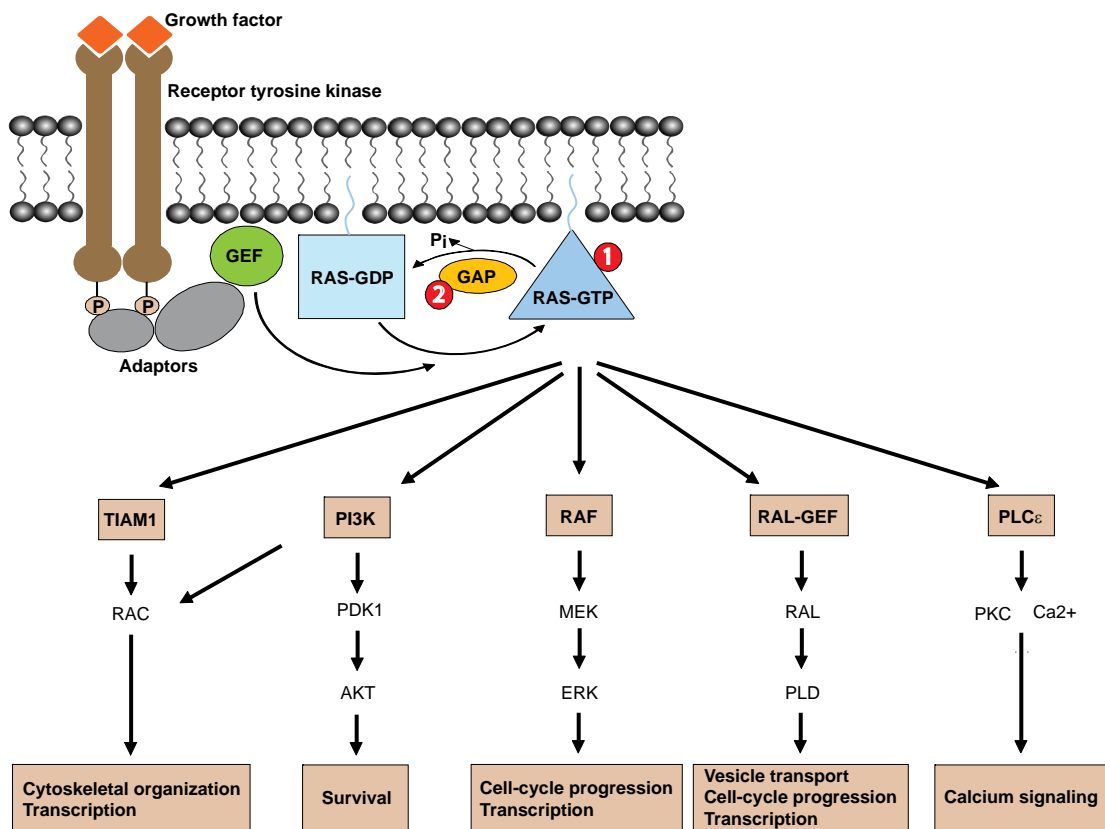 Growth factor
Receptor tyrosine kinase
GEF
RAS-GDP
Pi
GAP
2
1
RAS-GTP
P
P
Adaptors
TIAM1
PI3K
RAF
RAL-GEF
PLCε
RAC
PDK1
MEK
RAL
PKC
Ca2+
AKT
ERK
PLD
Cytoskeletal organization
Transcription
Survival
Cell-cycle progression
Transcription
Vesicle transport
Cell-cycle progression
Transcription
Calcium signaling